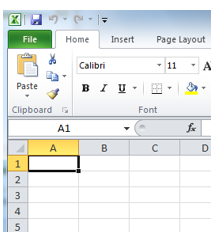 File Home Insert Page Layout
Calibri 11 A
Paste
B I U
Clipboard Font
A1 fx
A B C D
1
2
3
4
5